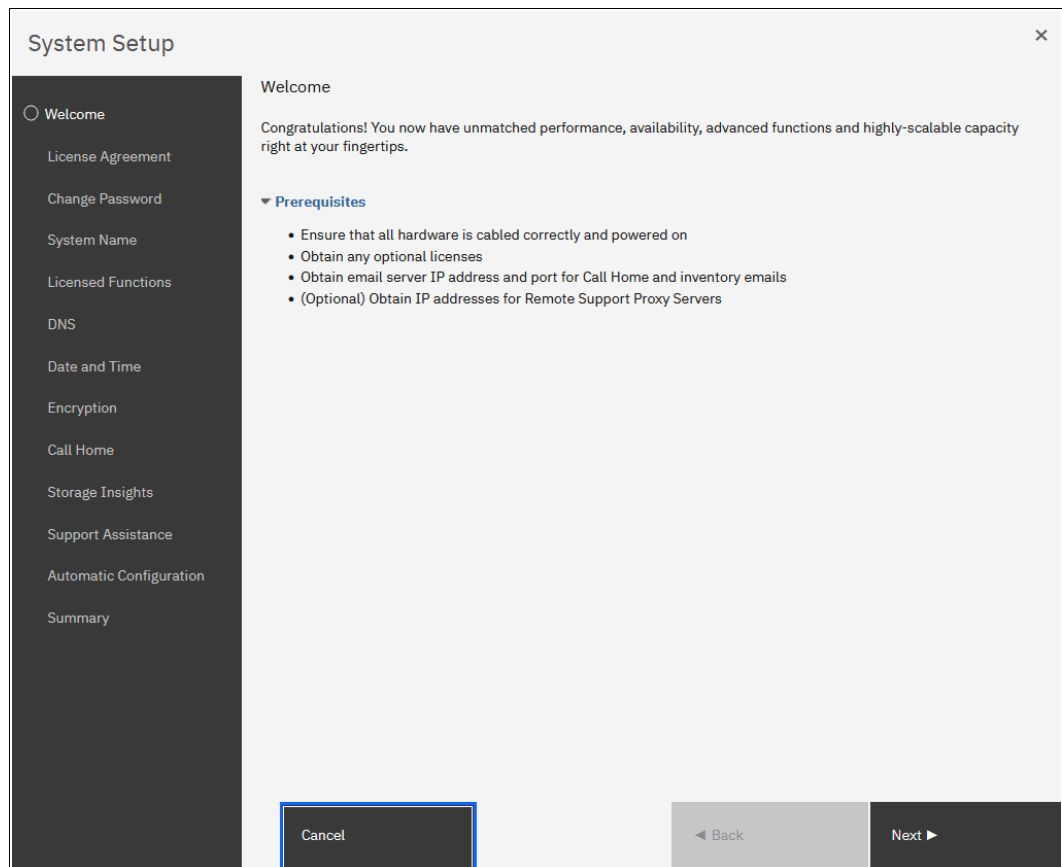 System Setup
Welcome
License Agreement
Change Password
System Name
Licensed Functions
DNS
Date and Time
Encryption
Call Home
Storage Insights
Support Assistance
Automatic Configuration
Summary
Welcome
Congratulations! You now have unmatched performance, availability, advanced functions and highly-scalable capacity
right at your fingertips.
Prerequisites
• Ensure that all hardware is cabled correctly and powered on
• Obtain any optional licenses
• Obtain email server IP address and port for Call Home and inventory emails
• (Optional) Obtain IP addresses for Remote Support Proxy Servers
Cancel
Back
Next